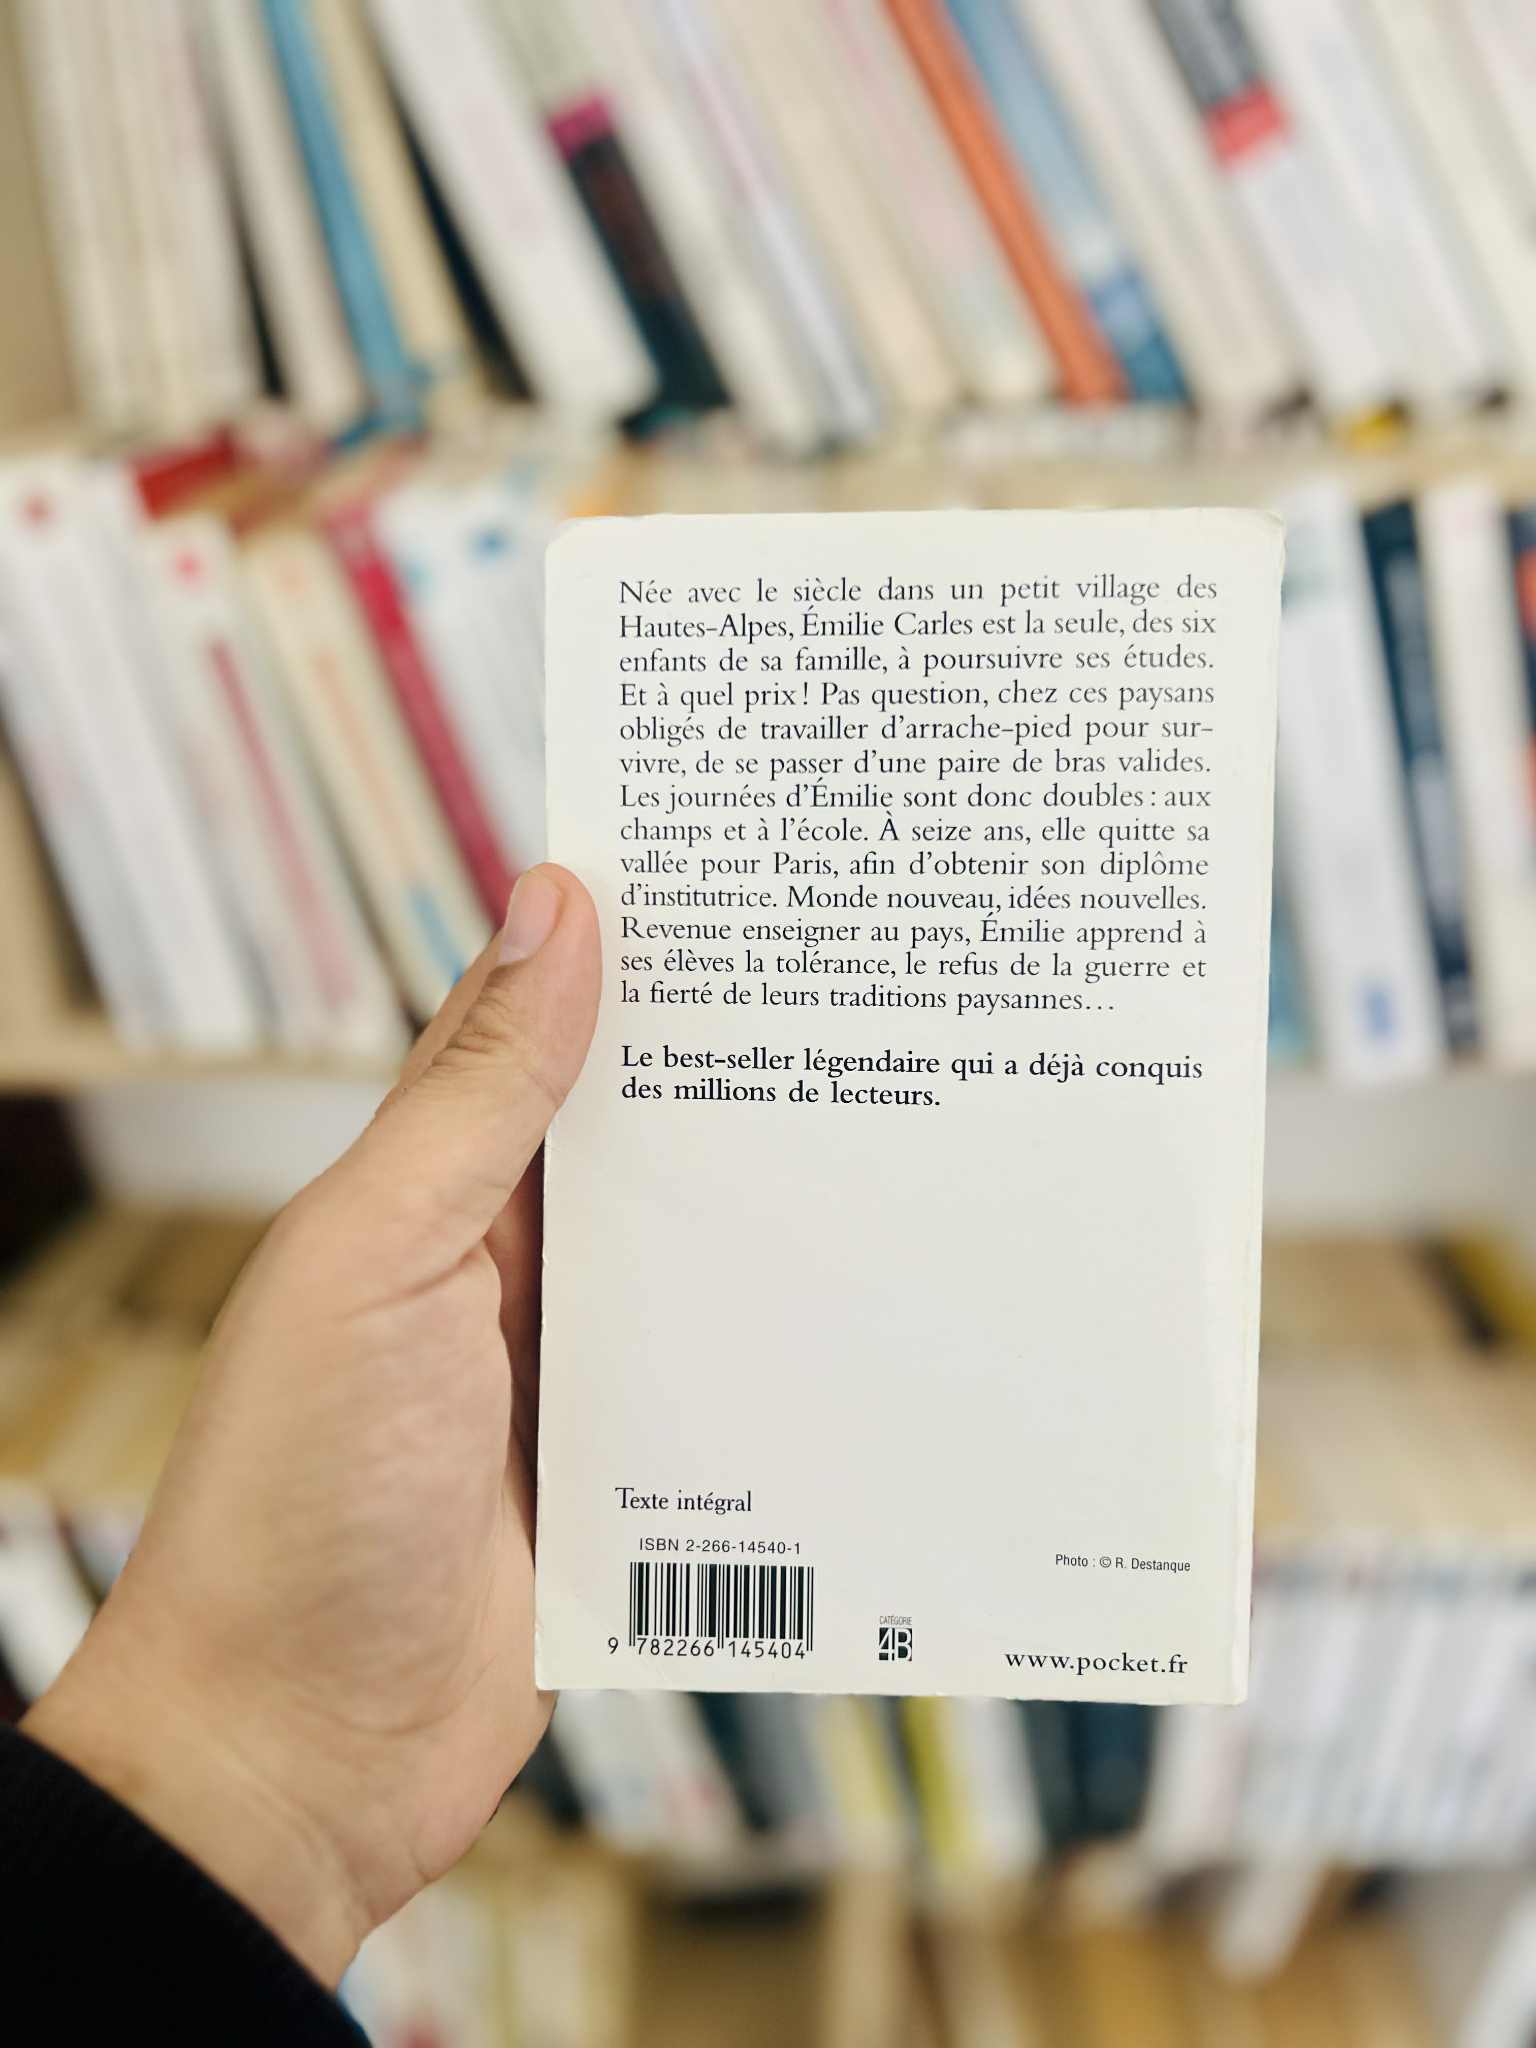 Née avec le siècle dans un petit village des
Hautes-Alpes, Émilie Carles est la seule, des six
enfants de sa famille, à poursuivre ses études.
Et à quel prix ! Pas question, chez ces paysans
obligés de travailler d'arrache-pied pour sur-
vivre, de se passer d'une paire de bras valides.
Les journées d'Émilie sont donc doubles : aux
champs et à l'école. À seize ans, elle quitte sa
vallée pour Paris, afin d'obtenir son diplôme
d'institutrice. Monde nouveau, idées nouvelles.
Revenue enseigner au pays, Émilie apprend à
ses élèves la tolérance, le refus de la guerre et
la fierté de leurs traditions paysannes…
Le best-seller légendaire qui a déjà conquis
des millions de lecteurs.
Texte intégral
ISBN 2-266-14540-1
9 782266 145404
CATÉGORIE
4B
Photo : © R. Destanque
www.pocket.fr